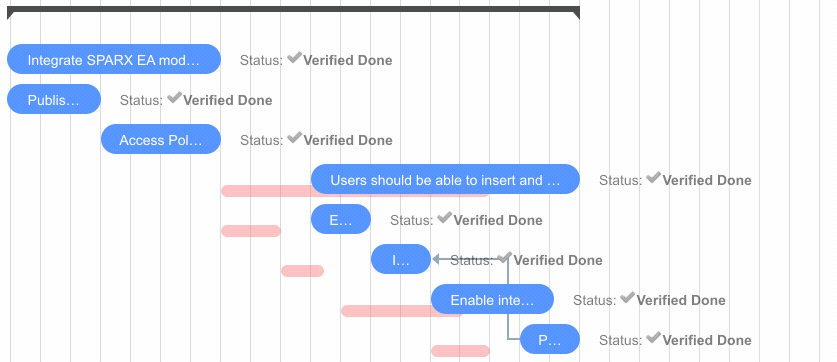 Integrate SPARX EA mod… Status: ✔Verified Done
Publis… Status: ✔Verified Done
Access Pol… Status: ✔Verified Done
Users should be able to insert and … Status: ✔Verified Done
E… Status: ✔Verified Done
I… Status: ✔Verified Done
Enable inte… Status: ✔Verified Done
P… Status: ✔Verified Done